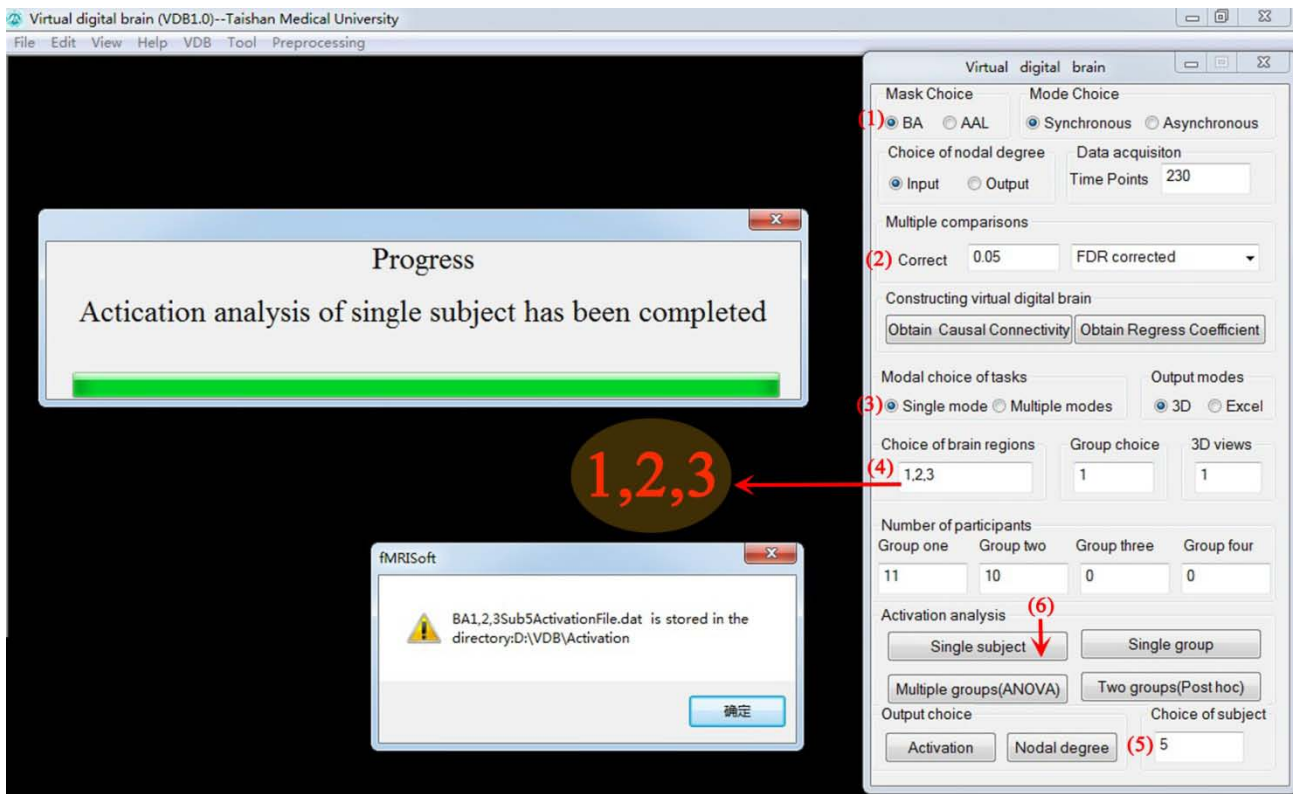 Virtual digital brain (VDB1.0)--Taishan Medical University
File Edit View Help VDB Tool Preprocessing
Virtual digital brain
Mask Choice Mode Choice
(1) BA AAL Synchronous Asynchronous
Choice of nodal degree Data acquisiton
Input Output Time Points 230
Multiple comparisons
(2) Correct 0.05 FDR corrected
Constructing virtual digital brain
Obtain Causal Connectivity Obtain Regress Coefficient
Modal choice of tasks Output modes
(3) Single mode Multiple modes 3D Excel
Choice of brain regions Group choice 3D views
(4) 1,2,3 1 1
Number of participants
Group one Group two Group three Group four
11 10 0 0
Activation analysis (6)
Single subject Single group
Multiple groups(ANOVA) Two groups(Post hoc)
Output choice Choice of subject
Activation Nodal degree (5) 5
Progress
Actication analysis of single subject has been completed
1,2,3
fMRISoft
BA1,2,3Sub5ActivationFile.dat is stored in the
directory:D:\VDB\Activation
确定